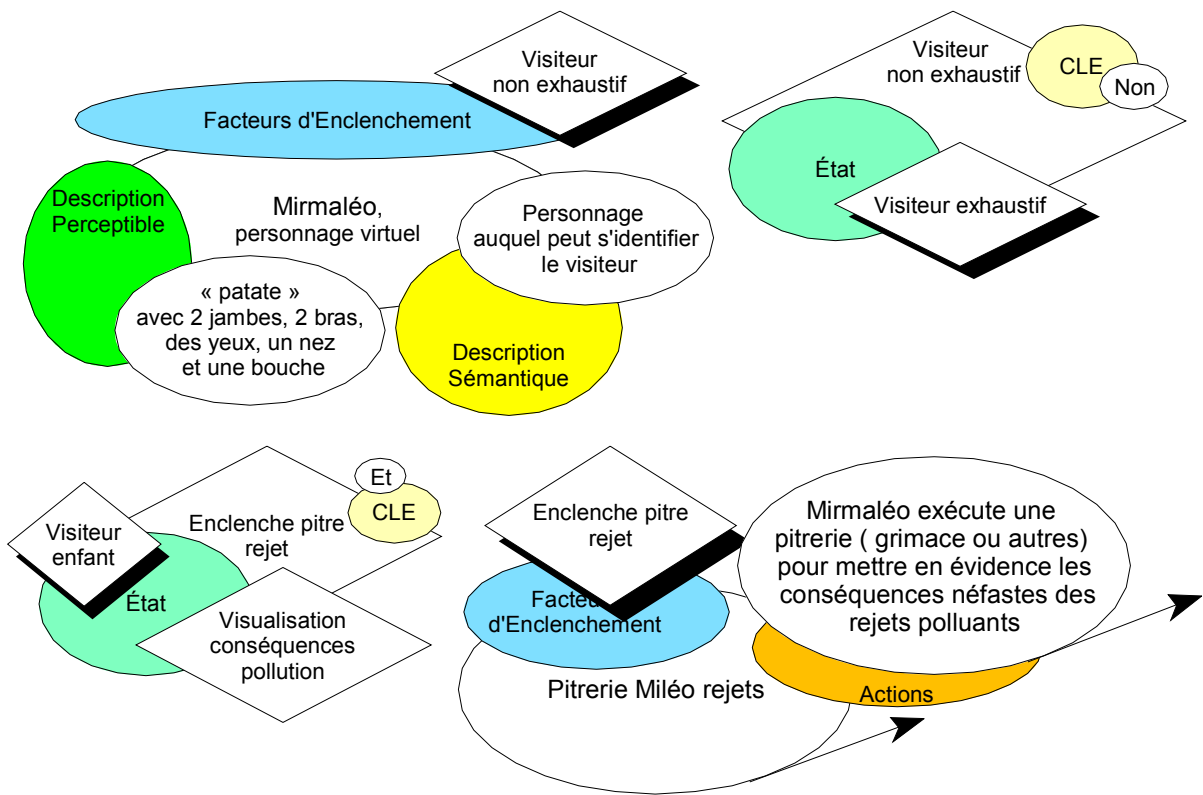 Visiteur
non exhaustif
Facteurs d'Enclenchement
Description
Perceptible
Mirmaléo,
personnage virtuel
Personnage
auquel peut s'identifier
le visiteur
« patate »
avec 2 jambes, 2 bras,
des yeux, un nez
et une bouche
Description
Sémantique
Visiteur
non exhaustif
CLE
Non
État
Visiteur exhaustif
Et
CLE
Enclenche pitre
rejet
Visiteur
enfant
État
Visualisation
conséquences
pollution
Enclenche pitre
rejet
Facteu
d'Enclenchement
Mirmaléo exécute une
pitrerie ( grimace ou autres)
pour mettre en évidence les
conséquences néfastes des
rejets polluants
Pitrerie Miléo rejets
Actions